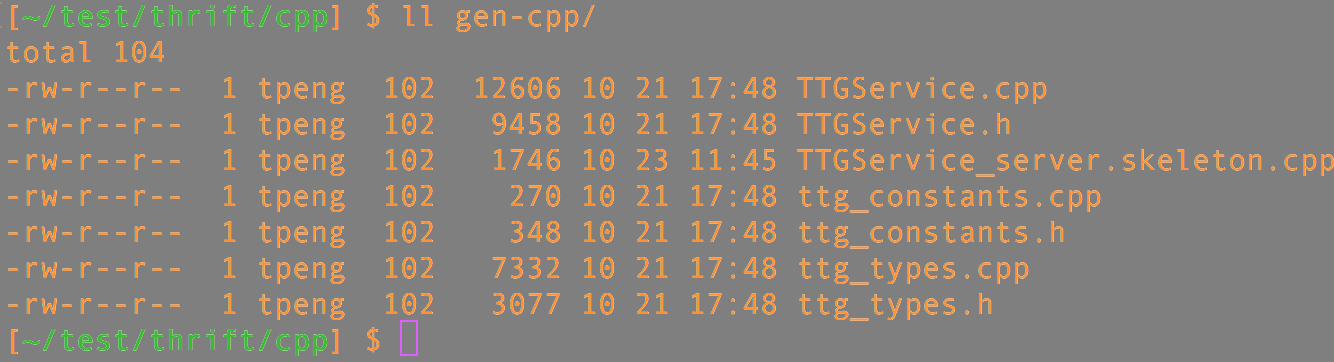 [~/test/thrift/cpp] $ ll gen-cpp/
total 104
-rw-r--r--  1 tpeng  102  12606 10 21 17:48 TTGService.cpp
-rw-r--r--  1 tpeng  102   9458 10 21 17:48 TTGService.h
-rw-r--r--  1 tpeng  102   1746 10 23 11:45 TTGService_server.skeleton.cpp
-rw-r--r--  1 tpeng  102    270 10 21 17:48 ttg_constants.cpp
-rw-r--r--  1 tpeng  102    348 10 21 17:48 ttg_constants.h
-rw-r--r--  1 tpeng  102   7332 10 21 17:48 ttg_types.cpp
-rw-r--r--  1 tpeng  102   3077 10 21 17:48 ttg_types.h
[~/test/thrift/cpp] $